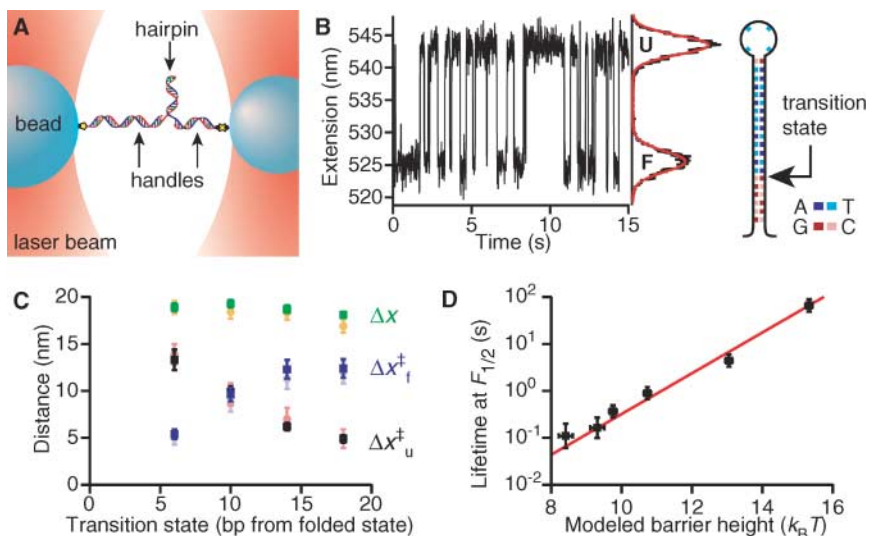 A
hairpin
bead
handles
laser beam
B
Extension (nm)
545
540
535
530
525
520
0
5
10
15
Time (s)
U
F
transition
state
A T
G C
C
Distance (nm)
20
15
10
5
0
0
5
10
15
20
Transition state (bp from folded state)
Δx
Δx‡f
Δx‡u
D
Lifetime at F1/2 (s)
10²
10¹
10⁰
10⁻¹
10⁻²
8
10
12
14
16
Modeled barrier height (kBT)